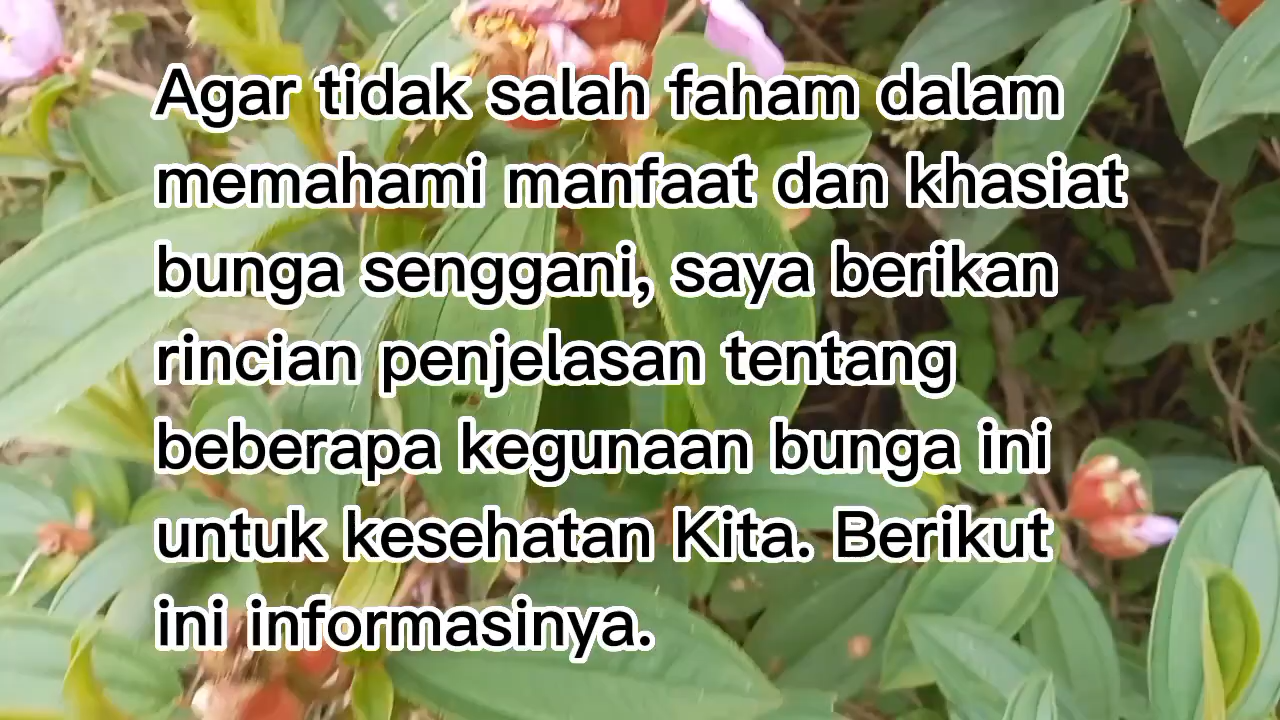 Agar tidak salah faham dalam
memahami manfaat dan khasiat
bunga senggani, saya berikan
rincian penjelasan tentang
beberapa kegunaan bunga ini
untuk kesehatan Kita. Berikut
ini informasinya.